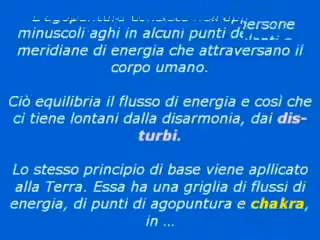 persone
minuscoli aghi in alcuni punti
meridiane di energia che attraversano il
corpo umano.
Ciò equilibria il flusso di energia e così che
ci tiene lontani dalla disarmonia, dai dis-
turbi.
Lo stesso principio di base viene apllicato
alla Terra. Essa ha una griglia di flussi di
energia, di punti di agopuntura e chakra,
in ...